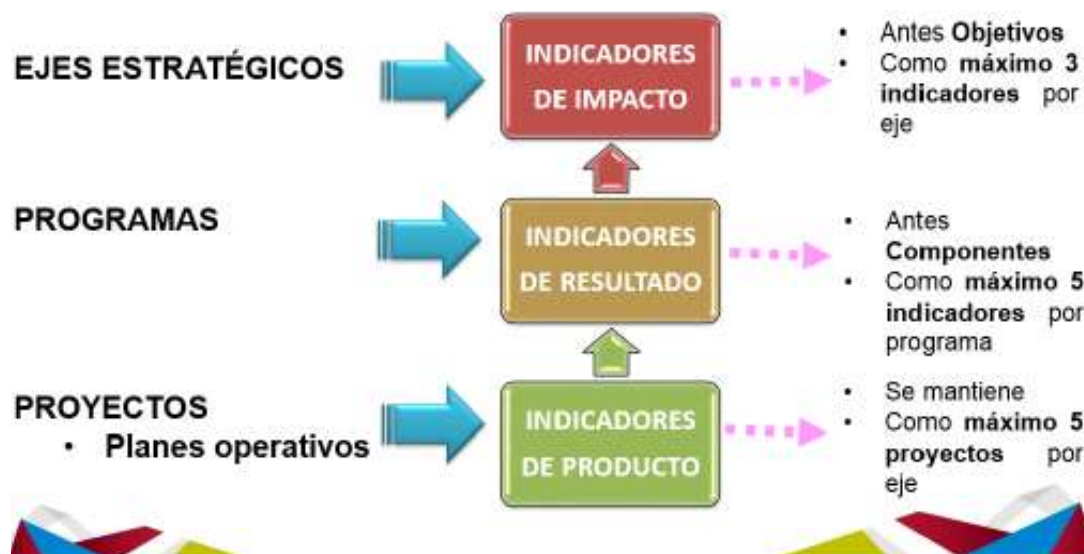 EJES ESTRATÉGICOS
INDICADORES
DE IMPACTO
• Antes Objetivos
• Como máximo 3
indicadores por
eje
PROGRAMAS
INDICADORES
DE RESULTADO
• Antes
Componentes
• Como máximo 5
indicadores por
programa
PROYECTOS
• Planes operativos
INDICADORES
DE PRODUCTO
• Se mantiene
• Como máximo 5
proyectos por
eje